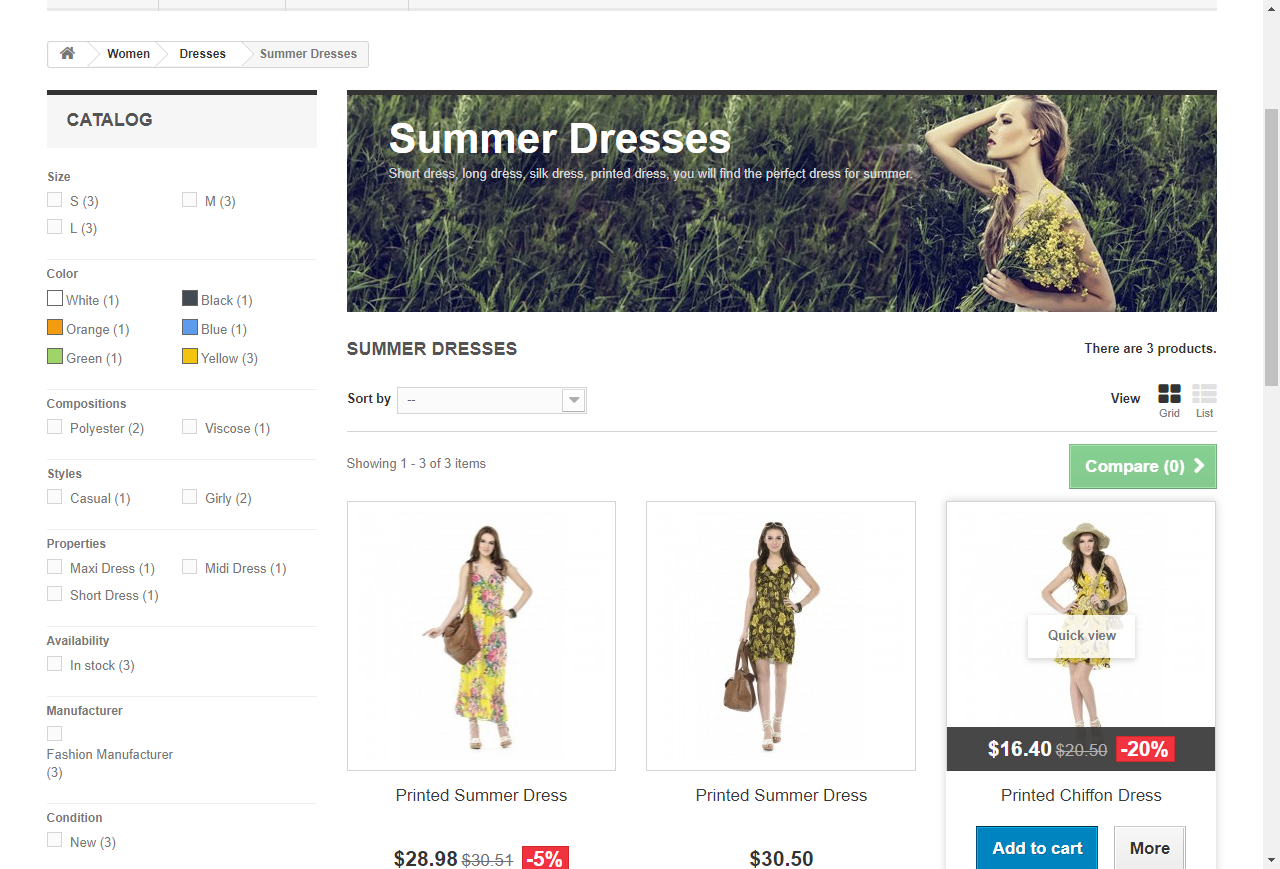 Women
Dresses
Summer Dresses
CATALOG
Size
S (3)
M (3)
L (3)
Color
White (1)
Black (1)
Orange (1)
Blue (1)
Green (1)
Yellow (3)
Compositions
Polyester (2)
Viscose (1)
Styles
Casual (1)
Girly (2)
Properties
Maxi Dress (1)
Midi Dress (1)
Short Dress (1)
Availability
In stock (3)
Manufacturer
Fashion Manufacturer
(3)
Condition
New (3)
Summer Dresses
Short dress, long dress, silk dress, printed dress, you will find the perfect dress for summer.
SUMMER DRESSES
There are 3 products.
Sort by
--
View
Grid
List
Showing 1 - 3 of 3 items
Compare (0)
Printed Summer Dress
$28.98 $30.51 -5%
Printed Summer Dress
$30.50
Quick view
$16.40 $20.50 -20%
Printed Chiffon Dress
Add to cart
More